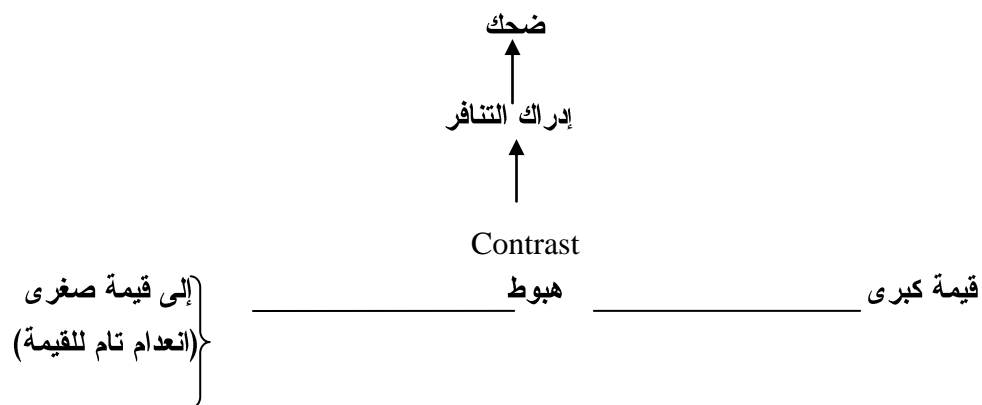 ضحك
إدراك التنافر
Contrast
قيمة كبرى هبوط إلى قيمة صغرى
(انعدام تام للقيمة)